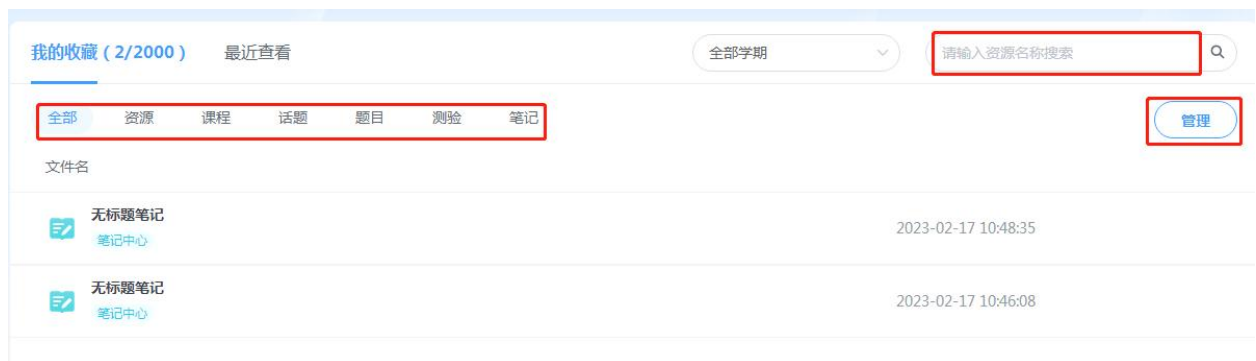 我的收藏（2/2000） 最近查看 全部学期 请输入资源名称搜索
全部 资源 课程 话题 题目 测验 笔记 管理
文件名
无标题笔记
笔记中心
2023-02-17 10:48:35
无标题笔记
笔记中心
2023-02-17 10:46:08